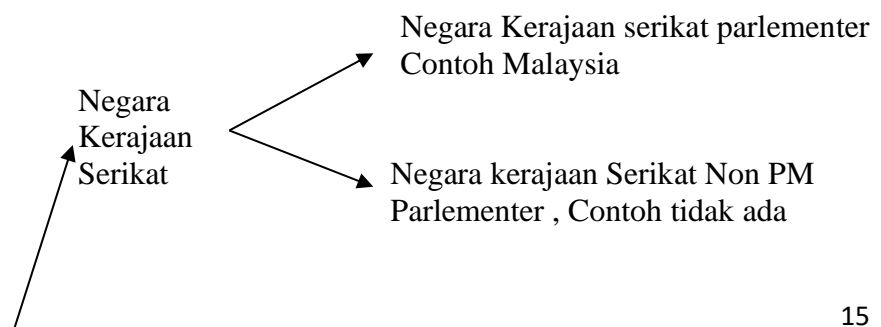 Negara Kerajaan serikat parlementer
Contoh Malaysia
Negara
Kerajaan
Serikat
Negara kerajaan Serikat Non PM
Parlementer , Contoh tidak ada
15